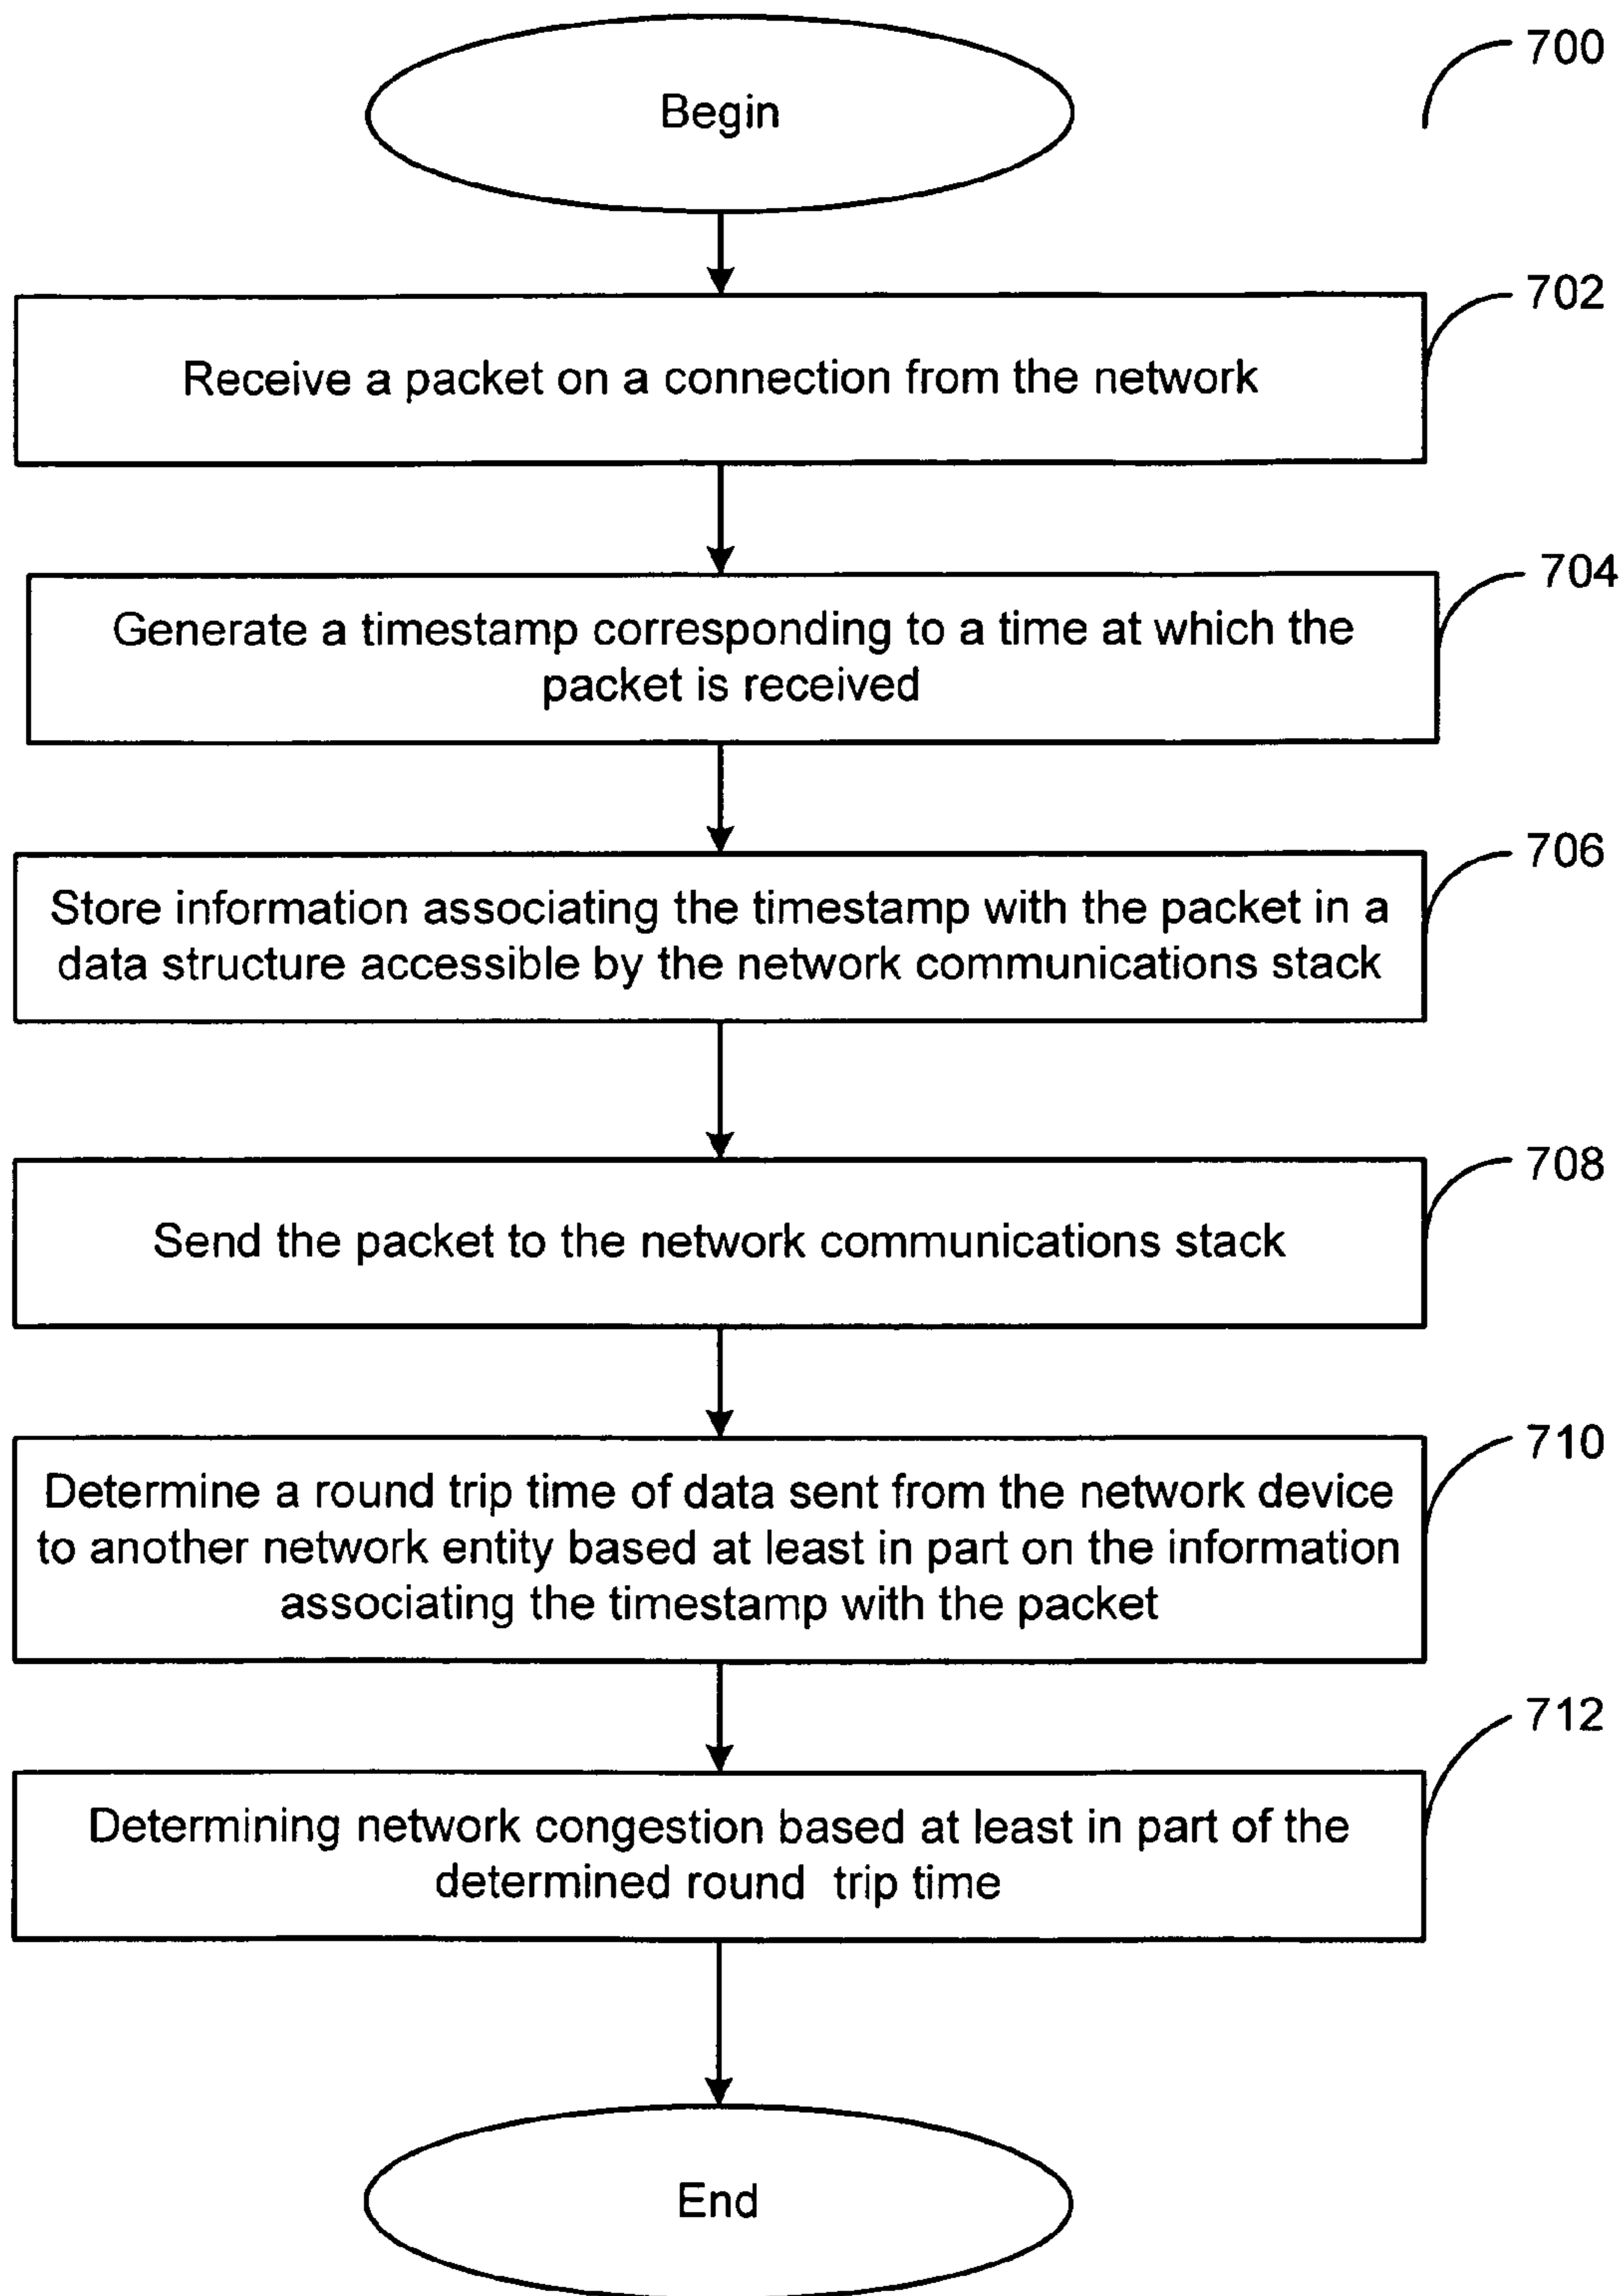 Begin
700
702
Receive a packet on a connection from the network
704
Generate a timestamp corresponding to a time at which the
packet is received
706
Store information associating the timestamp with the packet in a
data structure accessible by the network communications stack
708
Send the packet to the network communications stack
710
Determine a round trip time of data sent from the network device
to another network entity based at least in part on the information
associating the timestamp with the packet
712
Determining network congestion based at least in part of the
determined round trip time
End